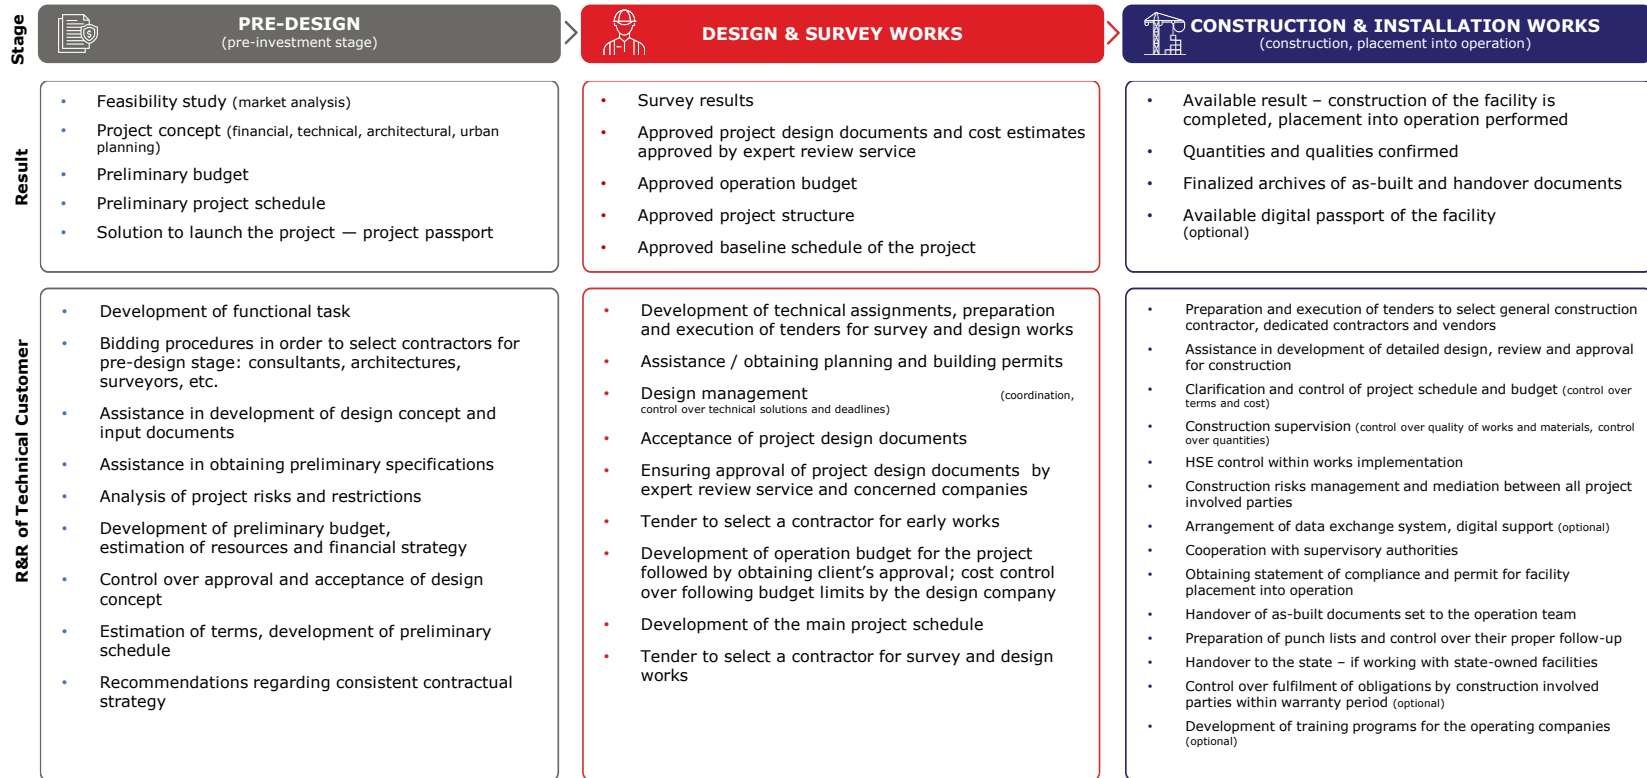 Stage
PRE-DESIGN
(pre-investment stage)
DESIGN & SURVEY WORKS
CONSTRUCTION & INSTALLATION WORKS
(construction, placement into operation)
Result
• Feasibility study (market analysis)
• Project concept (financial, technical, architectural, urban
planning)
• Preliminary budget
• Preliminary project schedule
• Solution to launch the project — project passport
• Survey results
• Approved project design documents and cost estimates
approved by expert review service
• Approved operation budget
• Approved project structure
• Approved baseline schedule of the project
• Available result – construction of the facility is
completed, placement into operation performed
• Quantities and qualities confirmed
• Finalized archives of as-built and handover documents
• Available digital passport of the facility
(optional)
R&R of Technical Customer
• Development of functional task
• Bidding procedures in order to select contractors for
pre-design stage: consultants, architectures,
surveyors, etc.
• Assistance in development of design concept and
input documents
• Assistance in obtaining preliminary specifications
• Analysis of project risks and restrictions
• Development of preliminary budget,
estimation of resources and financial strategy
• Control over approval and acceptance of design
concept
• Estimation of terms, development of preliminary
schedule
• Recommendations regarding consistent contractual
strategy
• Development of technical assignments, preparation
and execution of tenders for survey and design works
• Assistance / obtaining planning and building permits
• Design management (coordination,
control over technical solutions and deadlines)
• Acceptance of project design documents
• Ensuring approval of project design documents by
expert review service and concerned companies
• Tender to select a contractor for early works
• Development of operation budget for the project
followed by obtaining client’s approval; cost control
over following budget limits by the design company
• Development of the main project schedule
• Tender to select a contractor for survey and design
works
• Preparation and execution of tenders to select general construction
contractor, dedicated contractors and vendors
• Assistance in development of detailed design, review and approval
for construction
• Clarification and control of project schedule and budget (control over
terms and cost)
• Construction supervision (control over quality of works and materials, control
over quantities)
• HSE control within works implementation
• Construction risks management and mediation between all project
involved parties
• Arrangement of data exchange system, digital support (optional)
• Cooperation with supervisory authorities
• Obtaining statement of compliance and permit for facility
placement into operation
• Handover of as-built documents set to the operation team
• Preparation of punch lists and control over their proper follow-up
• Handover to the state – if working with state-owned facilities
• Control over fulfilment of obligations by construction involved
parties within warranty period (optional)
• Development of training programs for the operating companies
(optional)